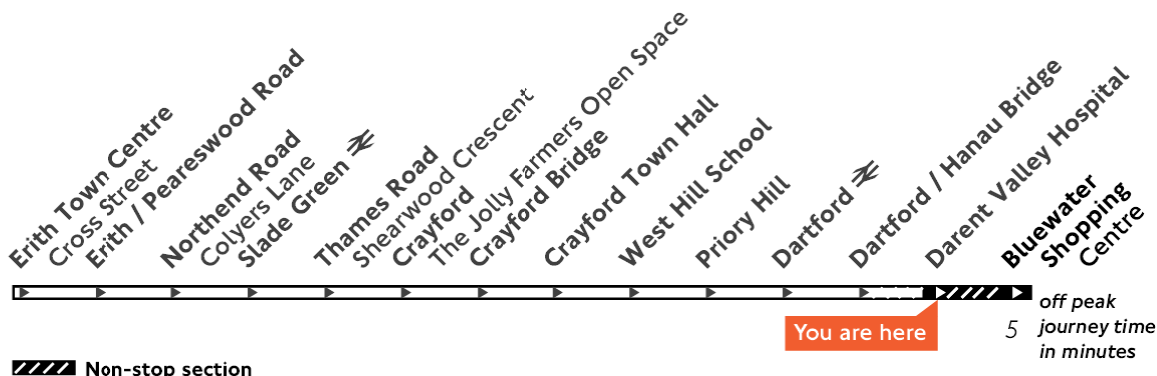 Erith Town Centre
Cross Street
Erith / Peareswood Road
Northend Road
Colyers Lane
Slade Green
Thames Road
Shearwood Crescent
Crayford
The Jolly Farmers Open Space
Crayford Bridge
Crayford Town Hall
West Hill School
Priory Hill
Dartford
Dartford / Hanau Bridge
Darent Valley Hospital
Bluewater
Shopping
Centre
You are here
5
off peak
journey time
in minutes
Non-stop section